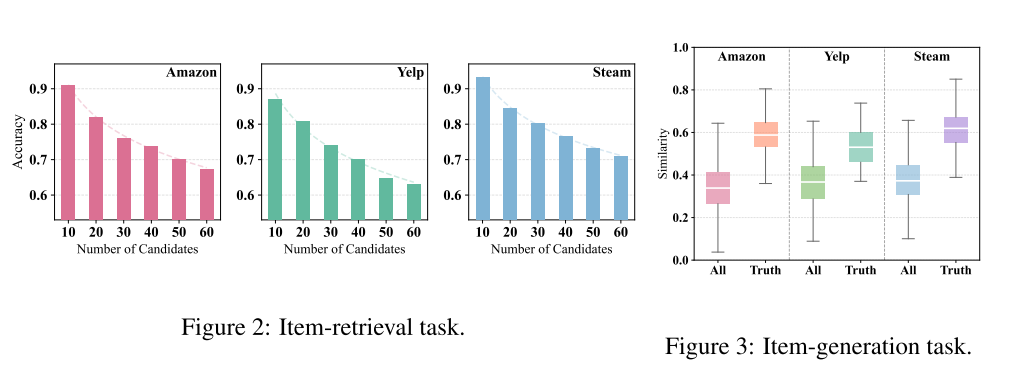 Amazon
0.9
0.8
0.7
0.6
Accuracy
10 20 30 40 50 60
Number of Candidates
Yelp
0.9
0.8
0.7
0.6
10 20 30 40 50 60
Number of Candidates
Steam
0.9
0.8
0.7
0.6
10 20 30 40 50 60
Number of Candidates
Figure 2: Item-retrieval task.
1.0
0.8
0.6
0.4
0.2
0.0
Similarity
Amazon Yelp Steam
All Truth All Truth All Truth
Figure 3: Item-generation task.